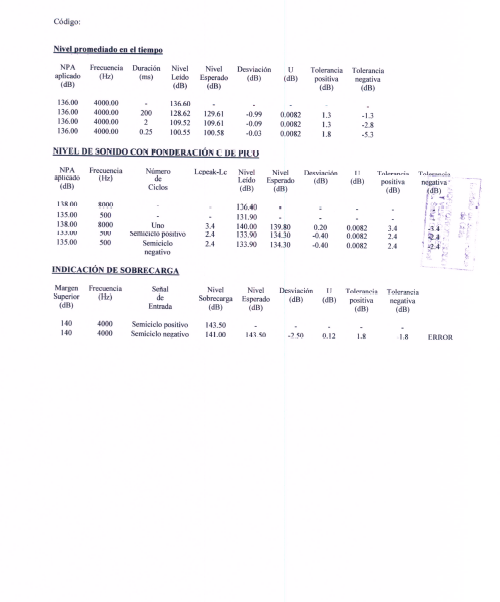 Código:
Nivel promediado en el tiempo
NPA Frecuencia Duración Nivel Nivel Desviación U Tolerancia Tolerancia
aplicado (Hz) (ms) Leído Esperado (dB) (dB) positiva negativa
(dB) (dB) (dB) (dB) (dB)
136.00 4000.00 - 136.60 - - - - -
136.00 4000.00 200 128.62 129.61 -0.99 0.0082 1.3 -1.3
136.00 4000.00 2 109.52 109.61 -0.09 0.0082 1.3 -2.8
136.00 4000.00 0.25 100.55 100.58 -0.03 0.0082 1.8 -5.3
NIVEL DE SONIDO CON PONDERACIÓN C DE PICO
NPA Frecuencia Número Lcpeak-Lc Nivel Nivel Desviación U Tolerancia Tolerancia
aplicado (Hz) de Leído Esperado (dB) (dB) positiva negativa
(dB) Ciclos (dB) (dB) (dB) (dB)
138.00 8000 - - 136.40 - - - -
135.00 500 - - 131.90 - - - -
138.00 8000 Uno 3.4 140.00 139.80 0.20 0.0082 3.4 -3.4
135.00 500 Semiciclo positivo 2.4 133.90 134.30 -0.40 0.0082 2.4 -2.4
135.00 500 Semiciclo 2.4 133.90 134.30 -0.40 0.0082 2.4 -2.4
negativo
INDICACIÓN DE SOBRECARGA
Margen Frecuencia Señal Nivel Nivel Desviación U Tolerancia Tolerancia
Superior (Hz) de Sobrecarga Esperado (dB) (dB) positiva negativa
(dB) Entrada (dB) (dB) (dB) (dB)
140 4000 Semiciclo positivo 143.50 - - - - -
140 4000 Semiciclo negativo 141.00 143.50 -2.50 0.12 1.8 -1.8 ERROR